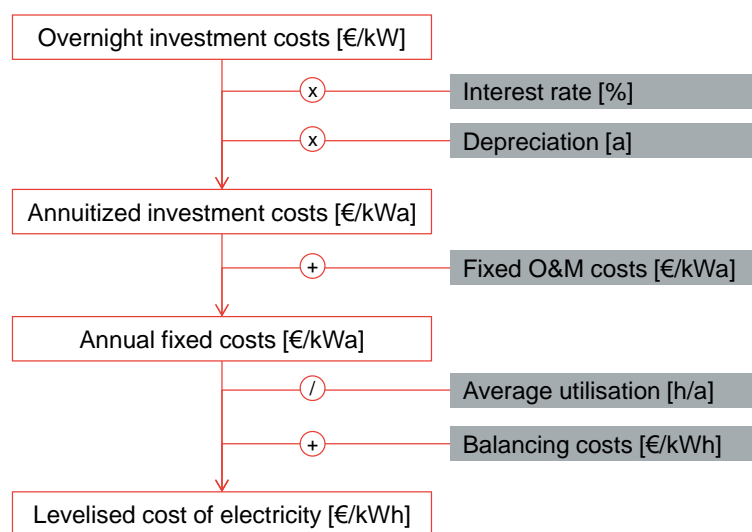 Overnight investment costs [€/kW]
x
Interest rate [%]
x
Depreciation [a]
Annuitized investment costs [€/kWa]
+
Fixed O&M costs [€/kWa]
Annual fixed costs [€/kWa]
/
Average utilisation [h/a]
+
Balancing costs [€/kWh]
Levelised cost of electricity [€/kWh]